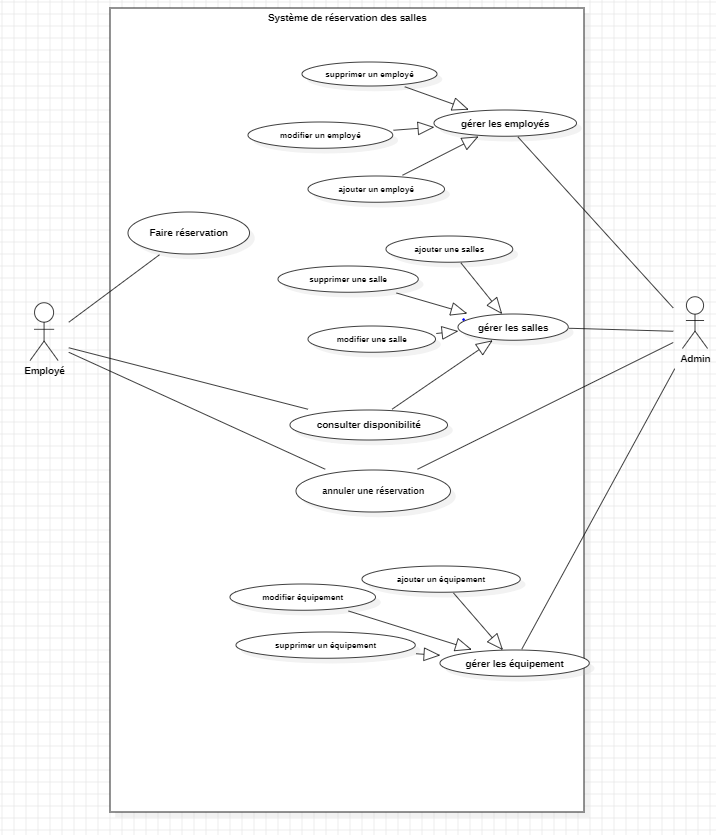 Système de réservation des salles
supprimer un employé
gérer les employés
modifier un employé
ajouter un employé
Faire réservation
ajouter une salles
supprimer une salle
gérer les salles
modifier une salle
Employé
Admin
consulter disponibilité
annuler une réservation
ajouter un équipement
modifier équipement
supprimer un équipement
gérer les équipement